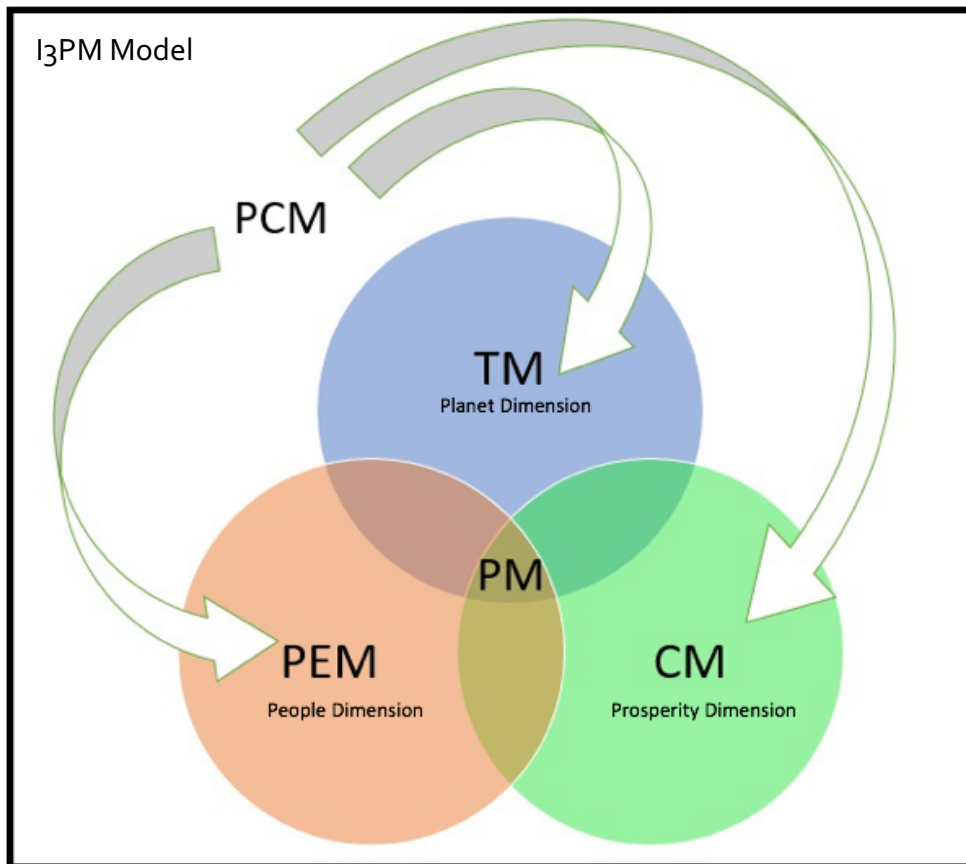 I3PM Model
PCM
TM
Planet Dimension
PM
PEM
People Dimension
CM
Prosperity Dimension